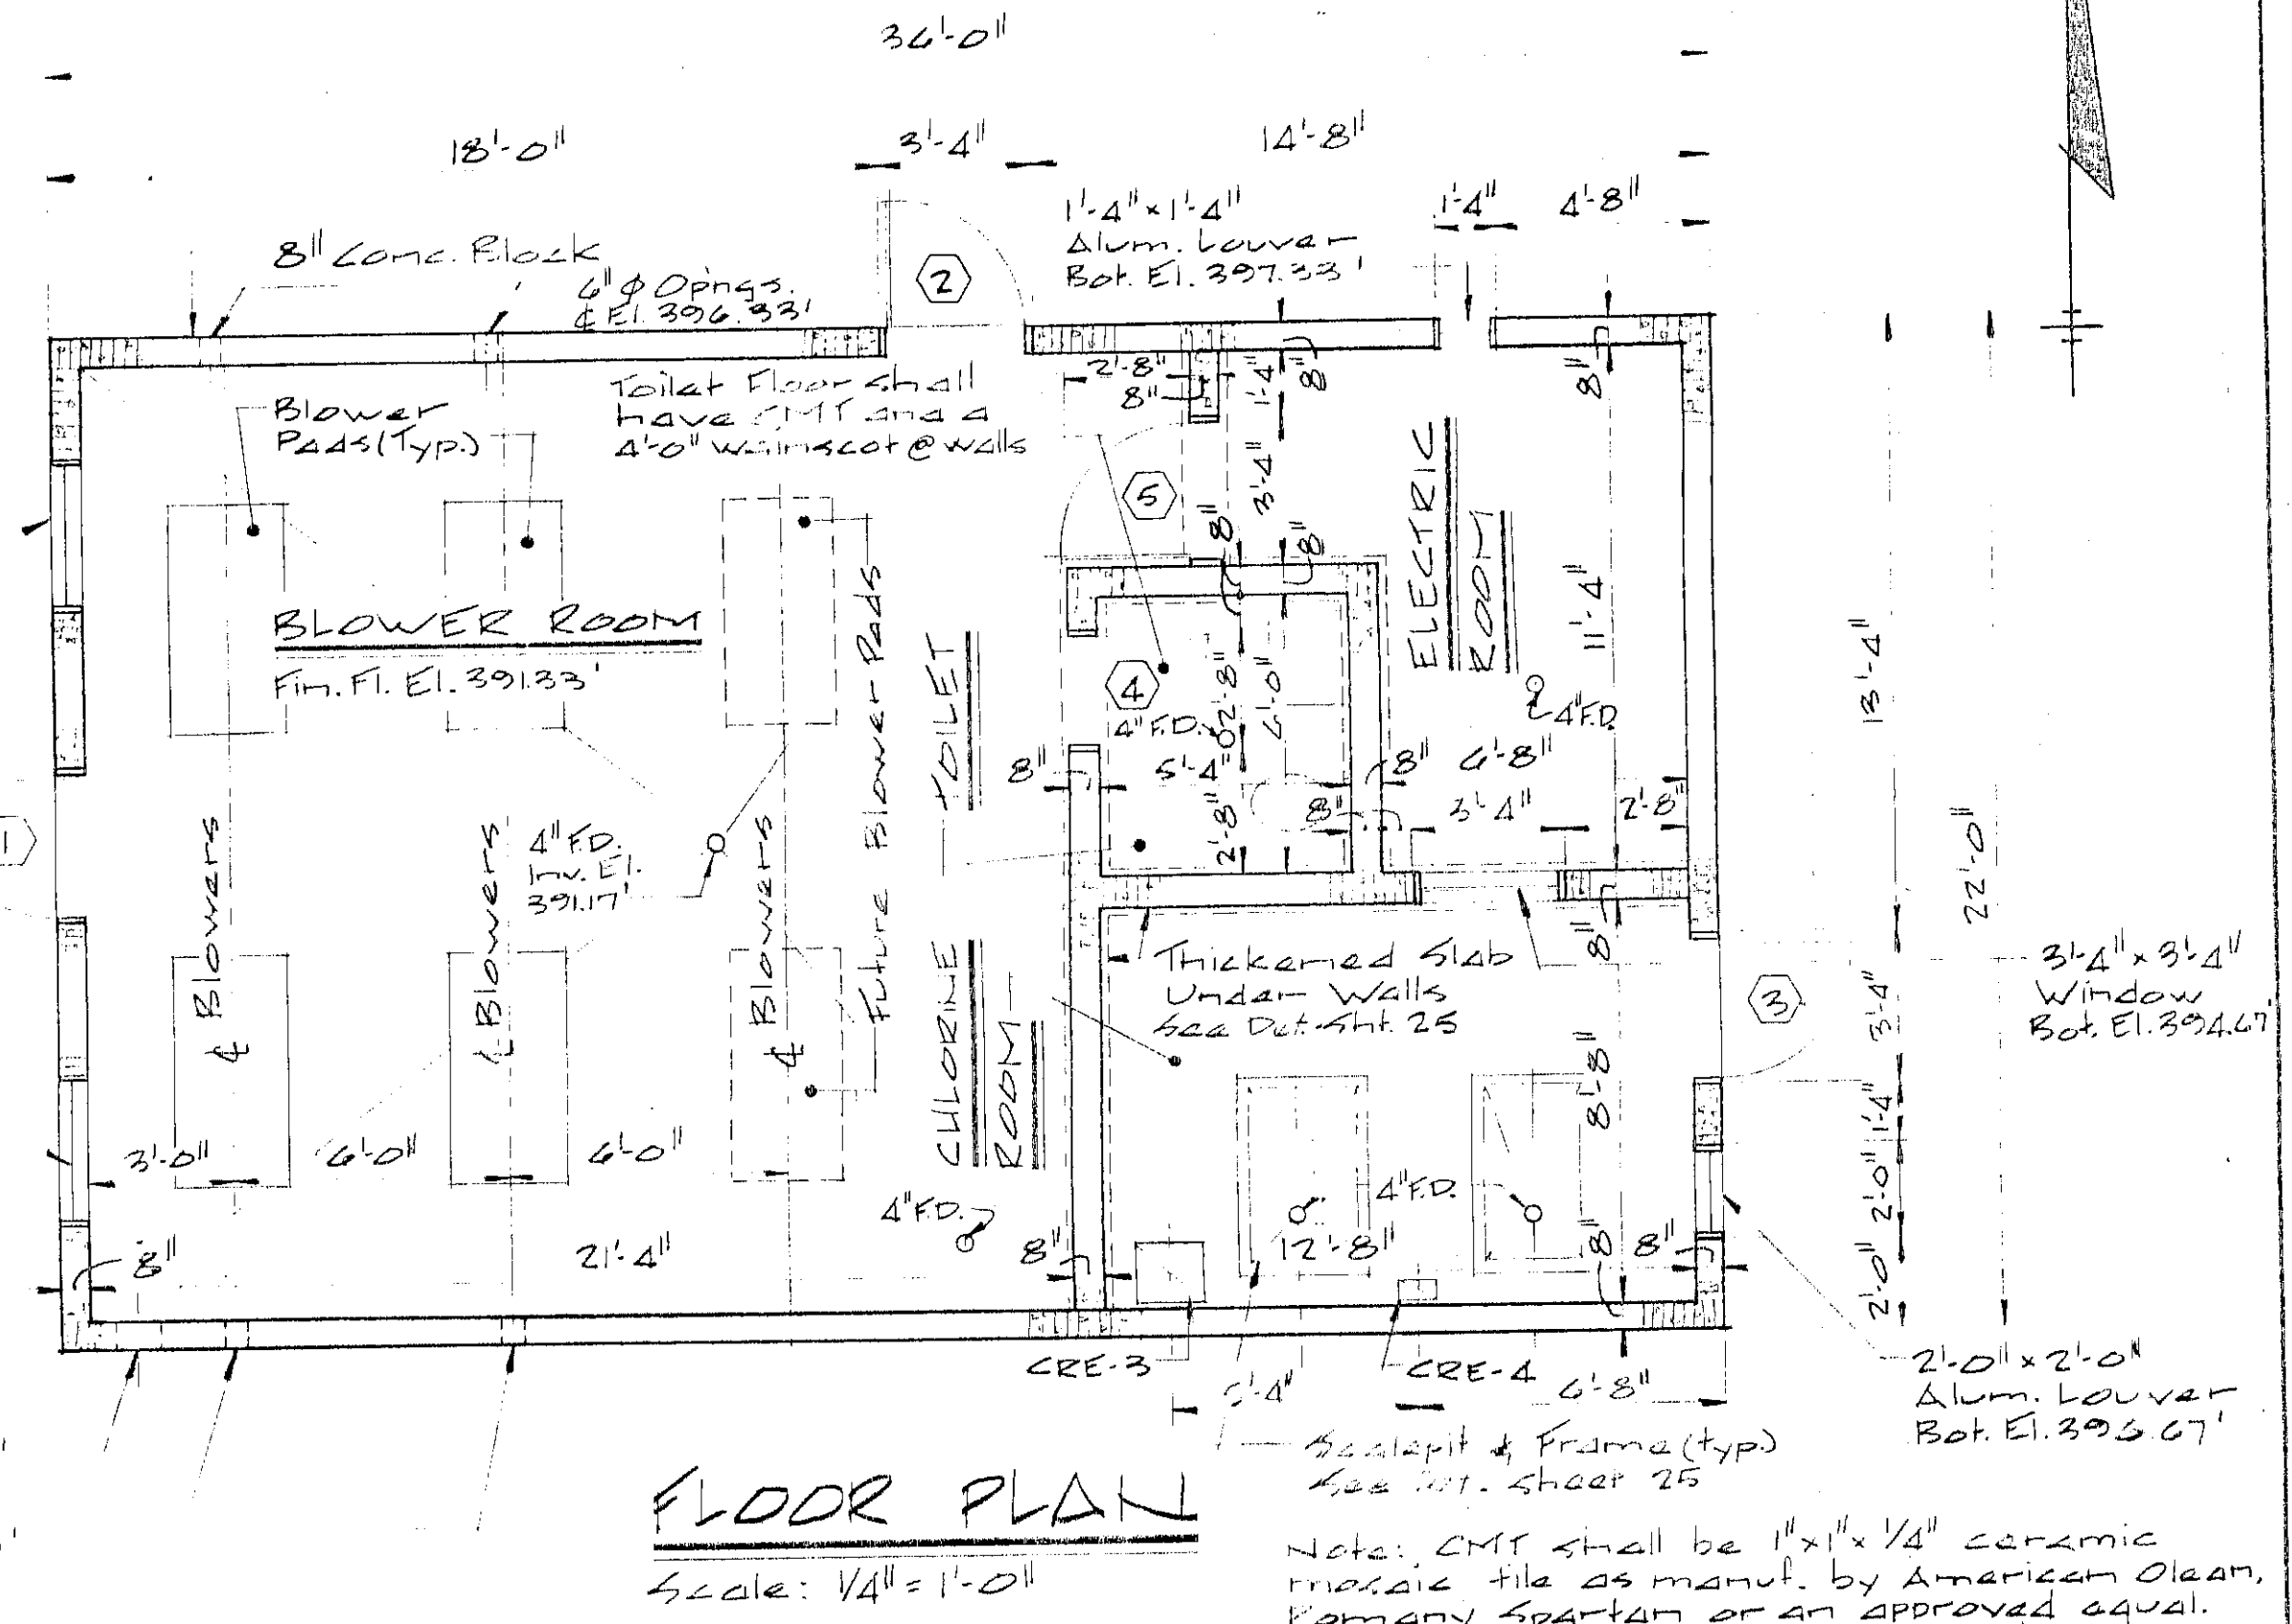 36'-0"
18'-0"
3'-4"
14'-8"
1'-4"
4'-8"
8" Conc. Block
6" ϕ Opings.
℄ El. 396.33'
2
1'-4" x 1'-4"
Alum. Louver
Bot. El. 397.33'
2'-8"
8"
1'-4"
8"
8"
Blower
Pads (Typ.)
Toilet Floor shall
have CMT and a
4'-0" Wainscot @ walls
5
3'-4"
8"
8"
ELECTRIC
ROOM
11'-4"
BLOWER ROOM
Fin. Fl. El. 391.33'
Future Blower Pads
TOILET
4
4" F.D.
2'-8"
6'-0"
4" F.D.
13'-4"
22'-0"
8"
5'-4"
8"
6'-8"
8"
3'-4"
2'-8"
2'-8"
1
℄ Blowers
℄ Blowers
℄ Blowers
4" F.D.
Inv. El.
391.17'
CHLORINE
ROOM
Thickened Slab
Under Walls
See Det. Sht. 25
8"
3
3'-4"
3'-4" x 3'-4"
Window
Bot. El. 394.67'
8'-8"
1'-4"
2'-0"
2'-0"
3'-0"
6'-0"
6'-0"
4" F.D.
4" F.D.
8"
21'-4"
8"
12'-8"
8"
8"
CRE-3
CRE-4
6'-8"
2'-0" x 2'-0"
Alum. Louver
Bot. El.
Scalepit & Frame (typ.)
See sheet 25
FLOOR PLAN
Scale: 1/4" = 1'-0"
Note: CMT shall be 1" x 1" x 1/4" ceramic
mosaic tile as manuf. by American Olean,
Romany Spartan or an approved equal.